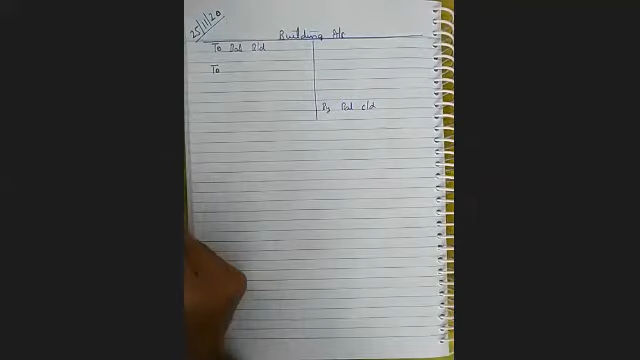 25/11/20
Building A/c
To Bal B/d
To
By Bal c/d